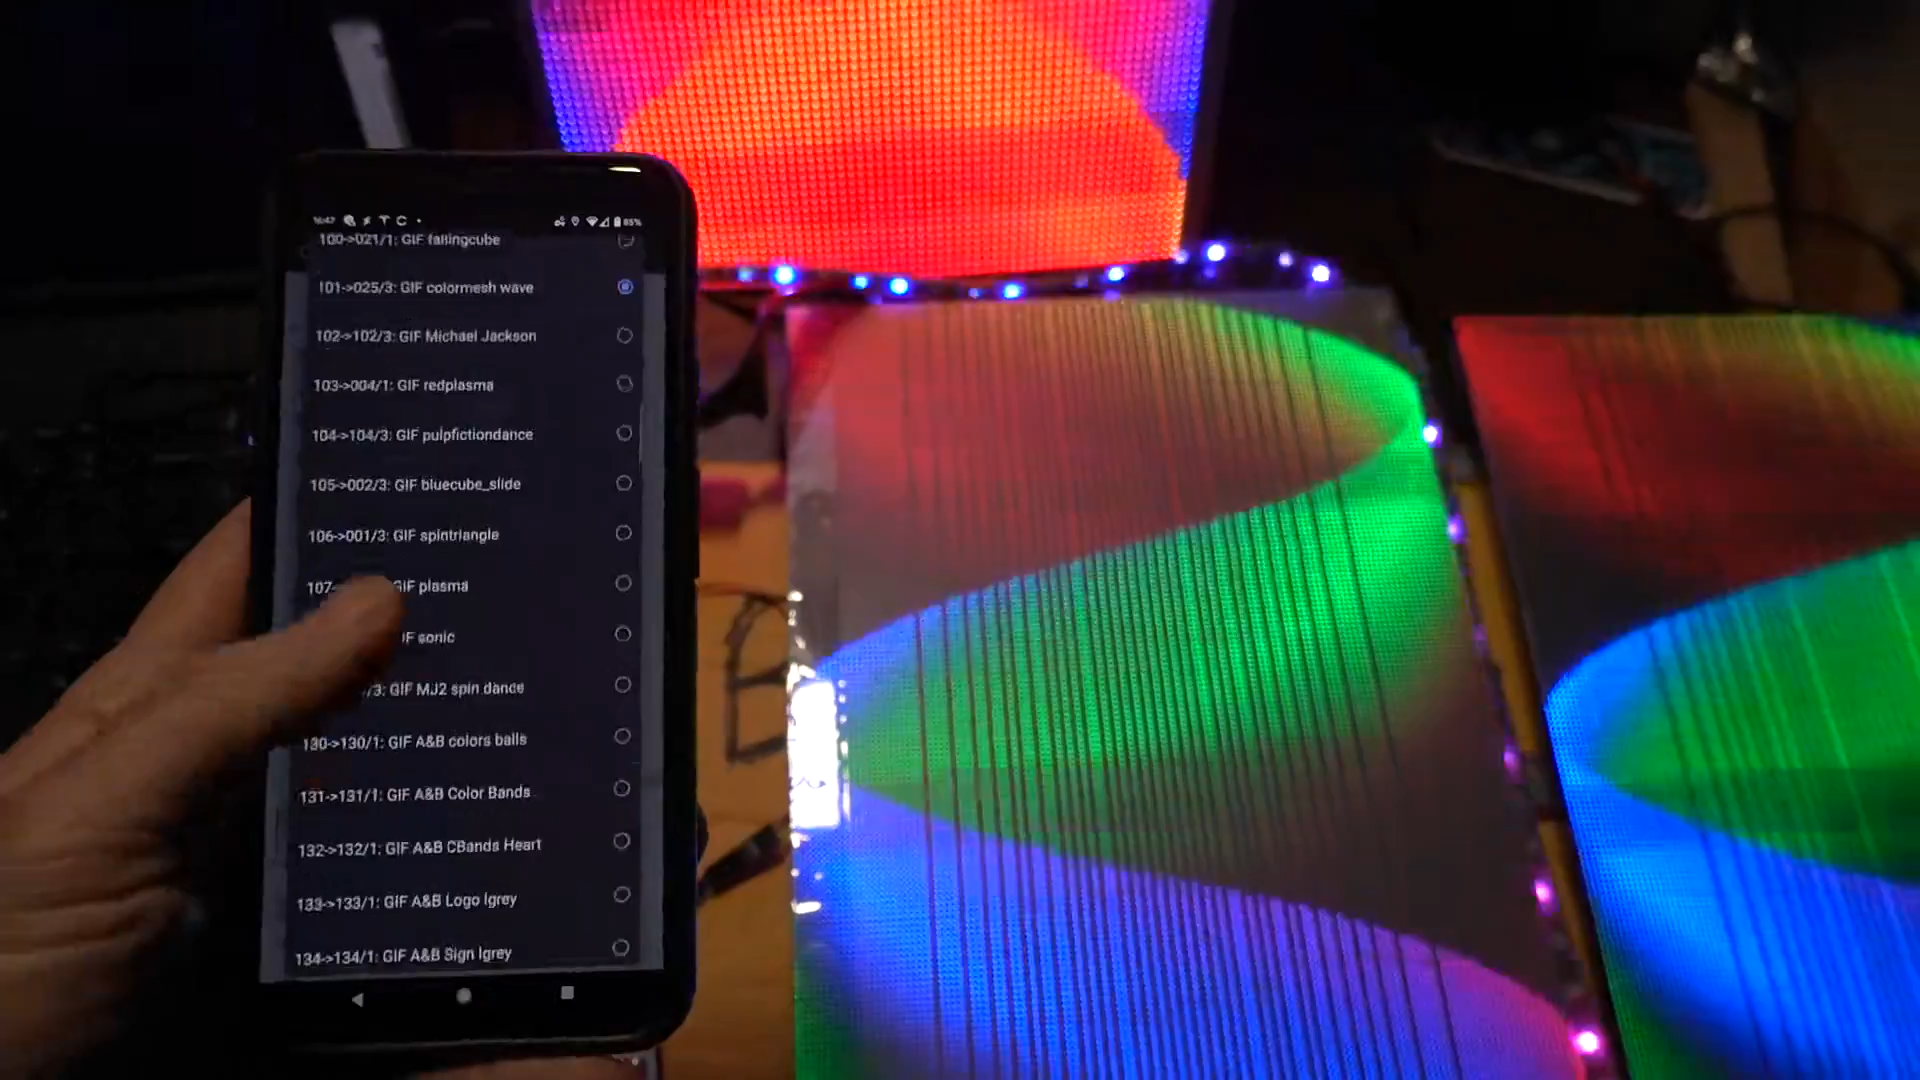 16:47 85%
100->021/1: GIF fallingcube
101->025/3: GIF colormesh wave
102->102/3: GIF Michael Jackson
103->004/1: GIF redplasma
104->104/3: GIF pulpfictiondance
105->002/3: GIF bluecube_slide
106->001/3: GIF spintriangle
107- GIF plasma
IF sonic
/3: GIF MJ2 spin dance
130->130/1: GIF A&B colors balls
131->131/1: GIF A&B Color Bands
132->132/1: GIF A&B CBands Heart
133->133/1: GIF A&B Logo lgrey
134->134/1: GIF A&B Sign lgrey